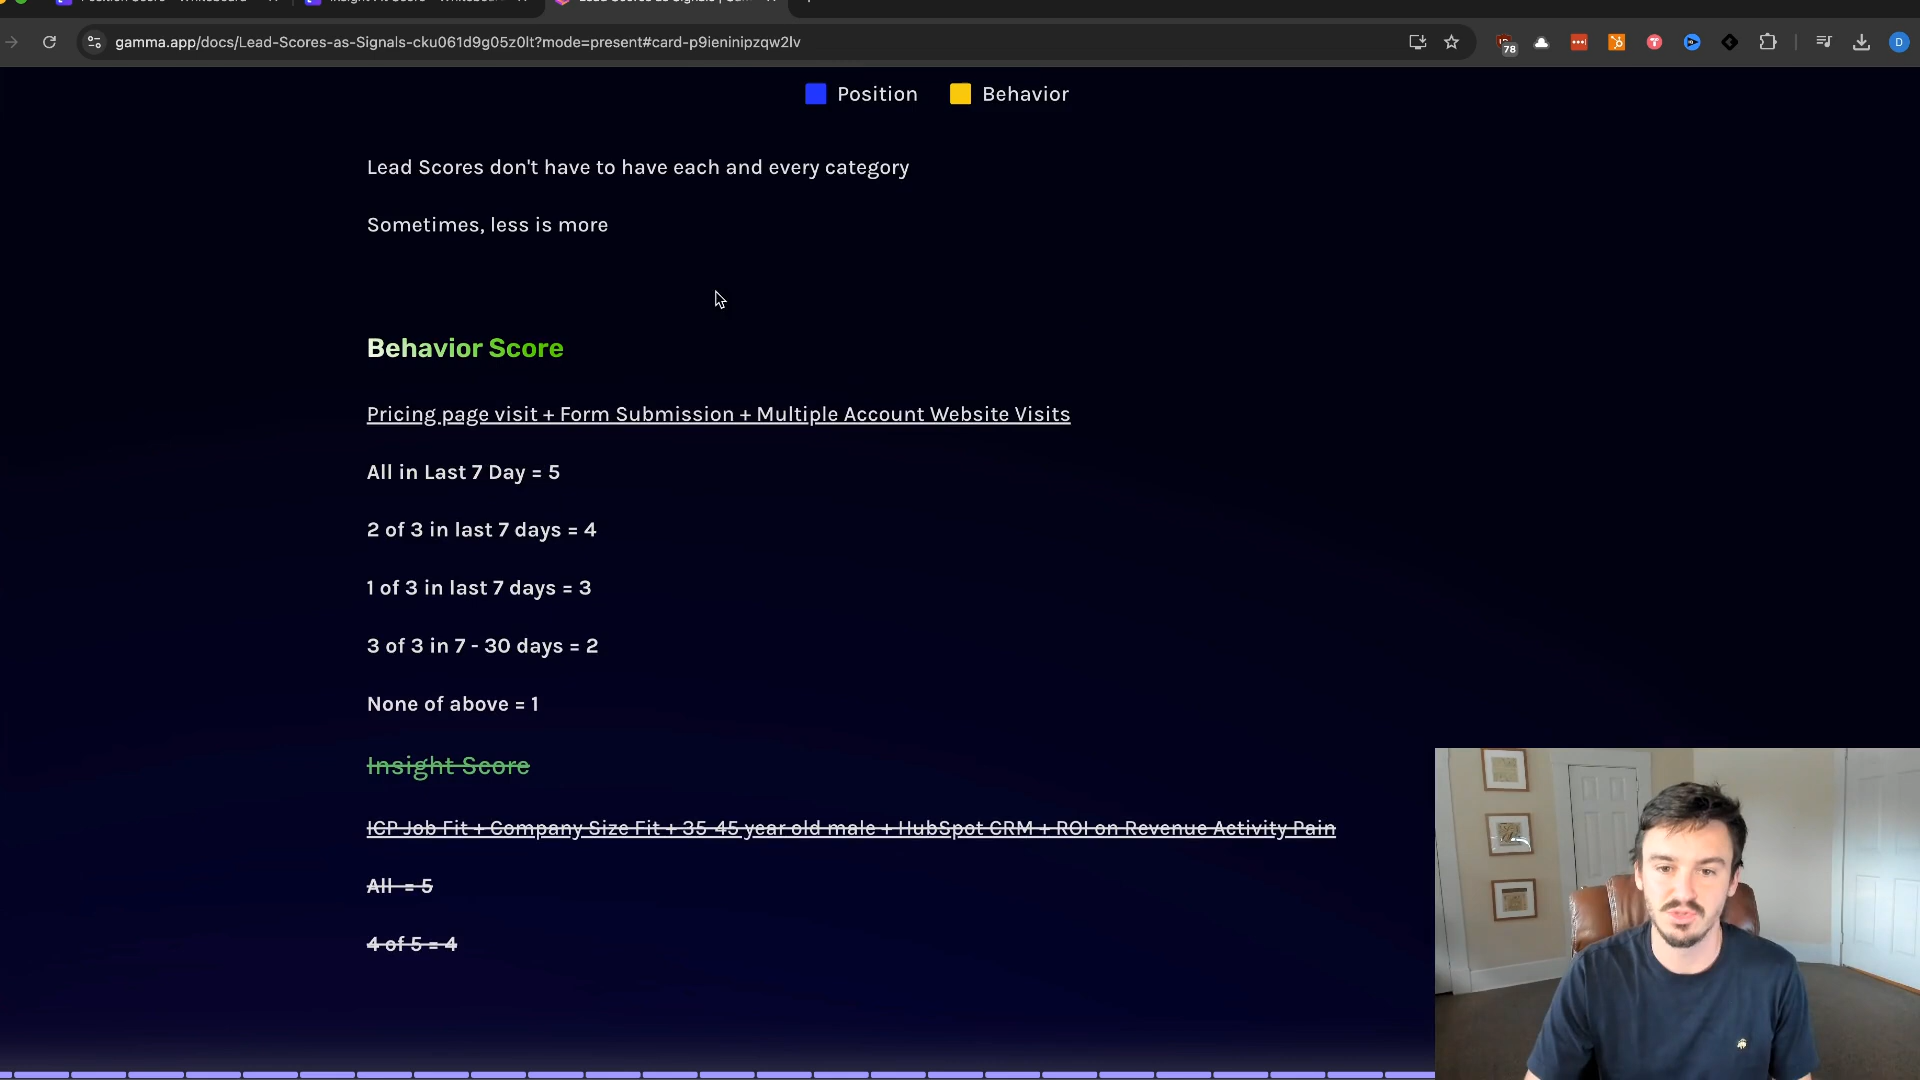 gamma.app/docs/Lead-Scores-as-Signals-cku061d9g05z0lt?mode=present#card-p9ieninipzqw2lv
78
D
Position
Behavior
Lead Scores don't have to have each and every category
Sometimes, less is more
Behavior Score
Pricing page visit + Form Submission + Multiple Account Website Visits
All in Last 7 Day = 5
2 of 3 in last 7 days = 4
1 of 3 in last 7 days = 3
3 of 3 in 7 - 30 days = 2
None of above = 1
Insight Score
ICP Job Fit + Company Size Fit + 35-45 year old male + HubSpot CRM + ROI on Revenue Activity Pain
All = 5
4 of 5 = 4